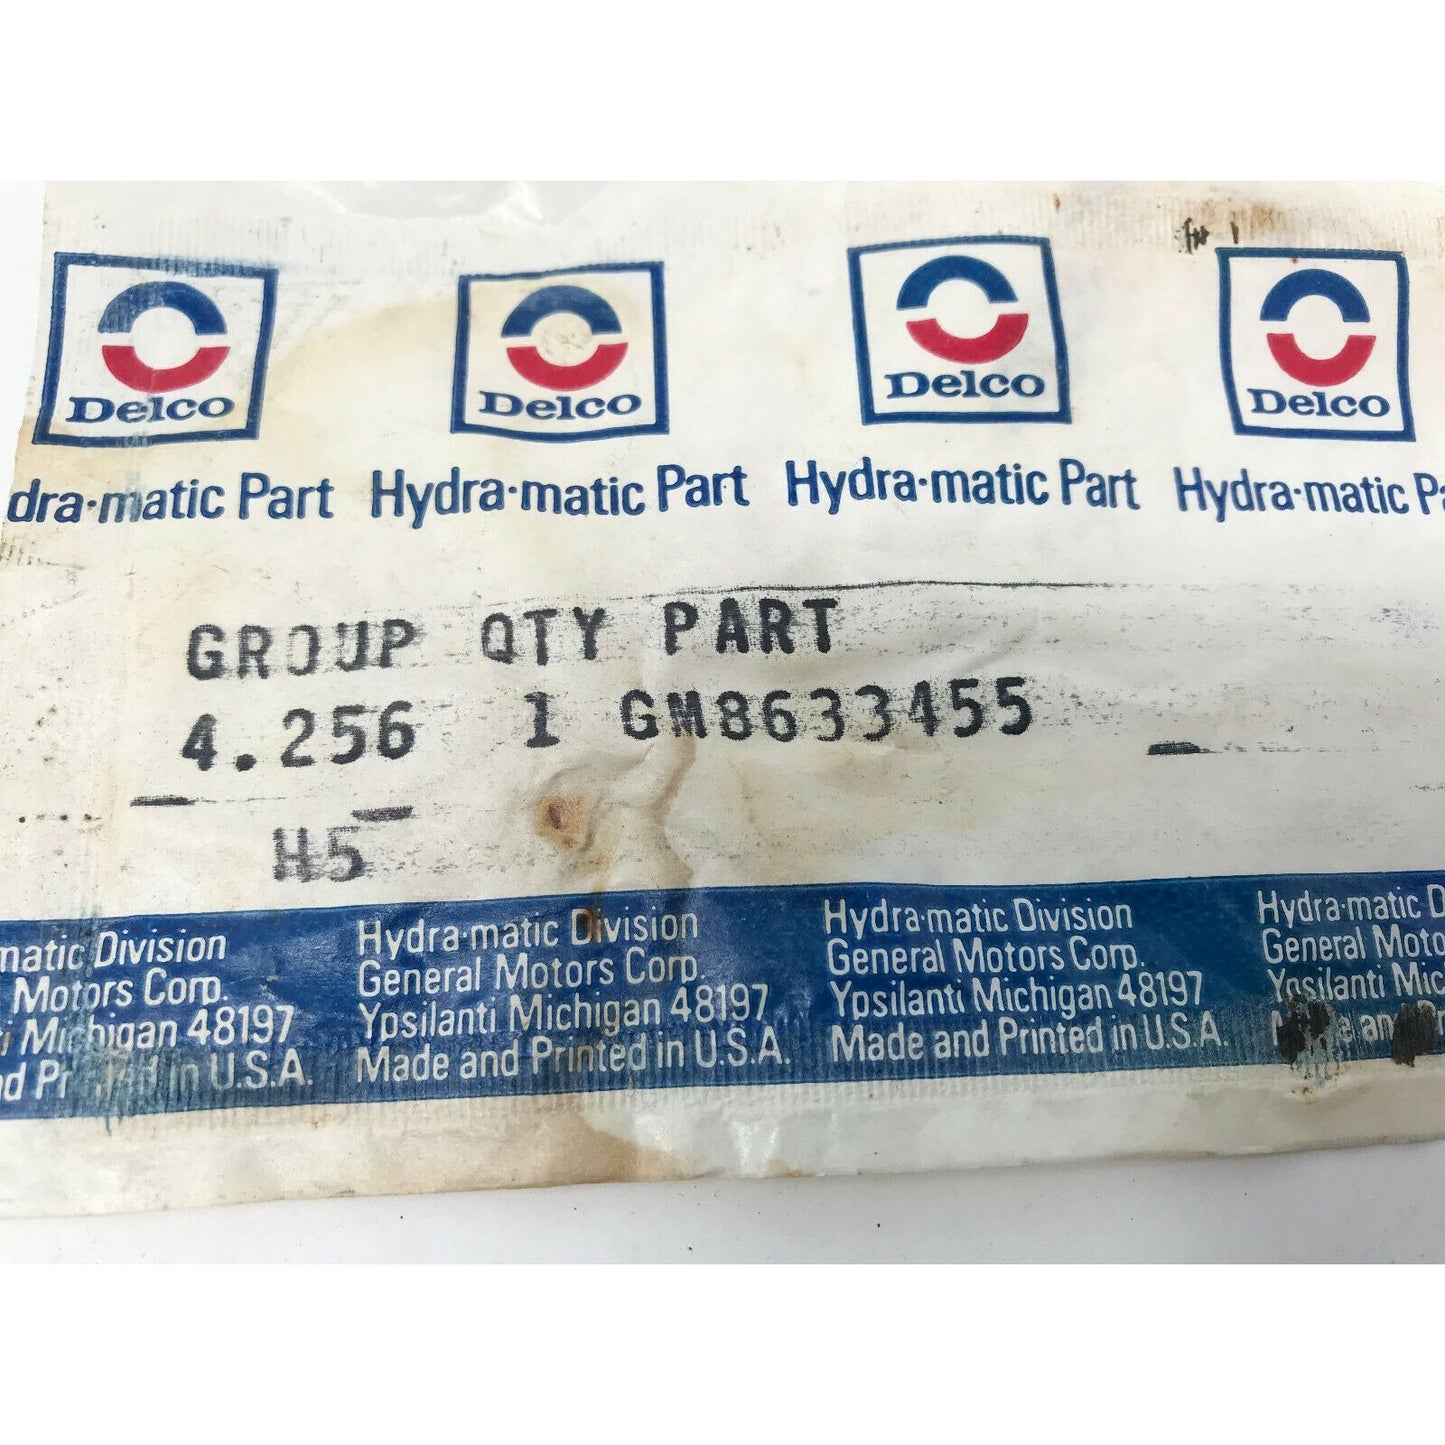 Delco Delco Delco Delco
dra-matic Part Hydra-matic Part Hydra-matic Part Hydra-matic Pa
GROUP QTY PART
4.256 1 GM8633455
H5
matic Division
Motors Corp.
Michigan 48197
U.S.A.
Hydra-matic Division
General Motors Corp.
Ypsilanti Michigan 48197
Made and Printed in U.S.A.
Hydra-matic Division
General Motors Corp.
Ypsilanti Michigan 48197
Made and Printed in U.S.A.
Hydra-matic D
General Moto
Ypsilanti Mic